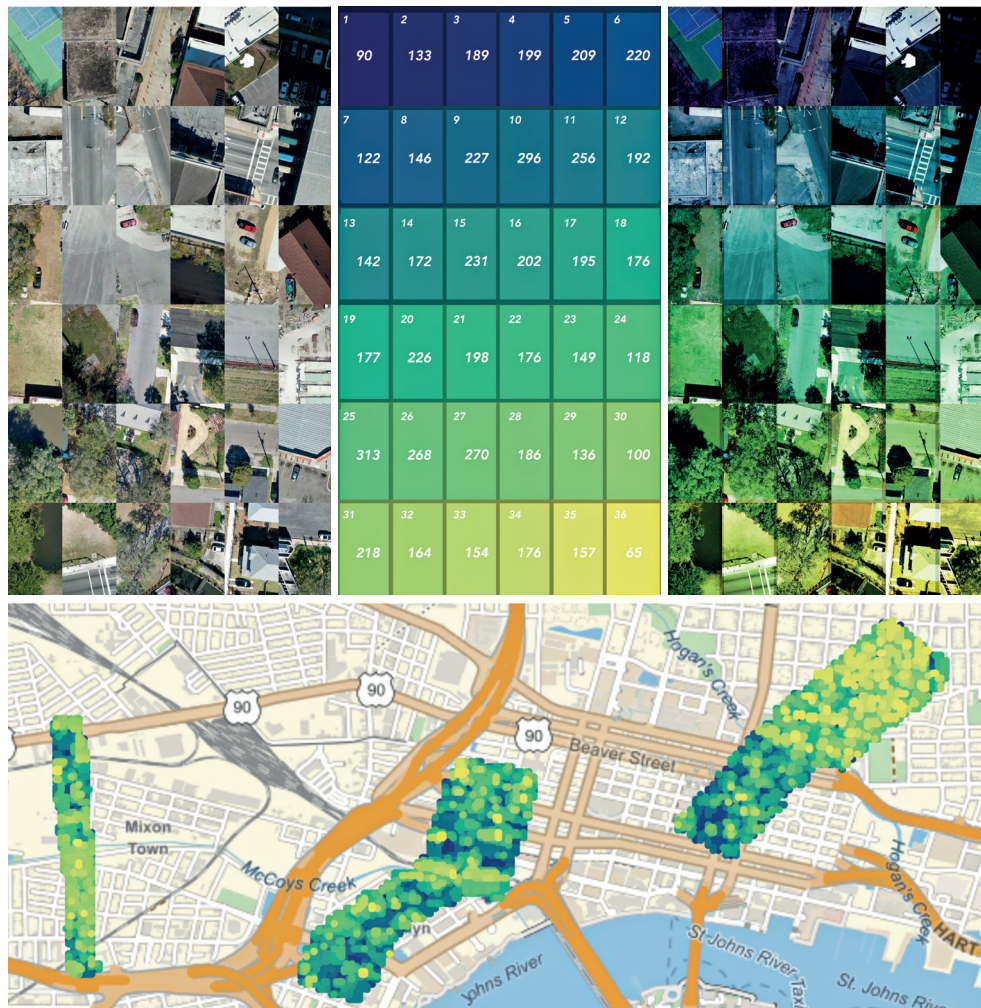 1 2 3 4 5 6
90 133 189 199 209 220
7 8 9 10 11 12
122 146 227 296 256 192
13 14 15 16 17 18
142 172 231 202 195 176
19 20 21 22 23 24
177 226 198 176 149 118
25 26 27 28 29 30
313 268 270 186 136 100
31 32 33 34 35 36
218 164 154 176 157 65
Hogan's Creek
90
90
90
Beaver Street
Mixon
Town
McCoys Creek
Hogan's Creek
yn
HART
Johns River
St Johns River Tax
St. Johns River